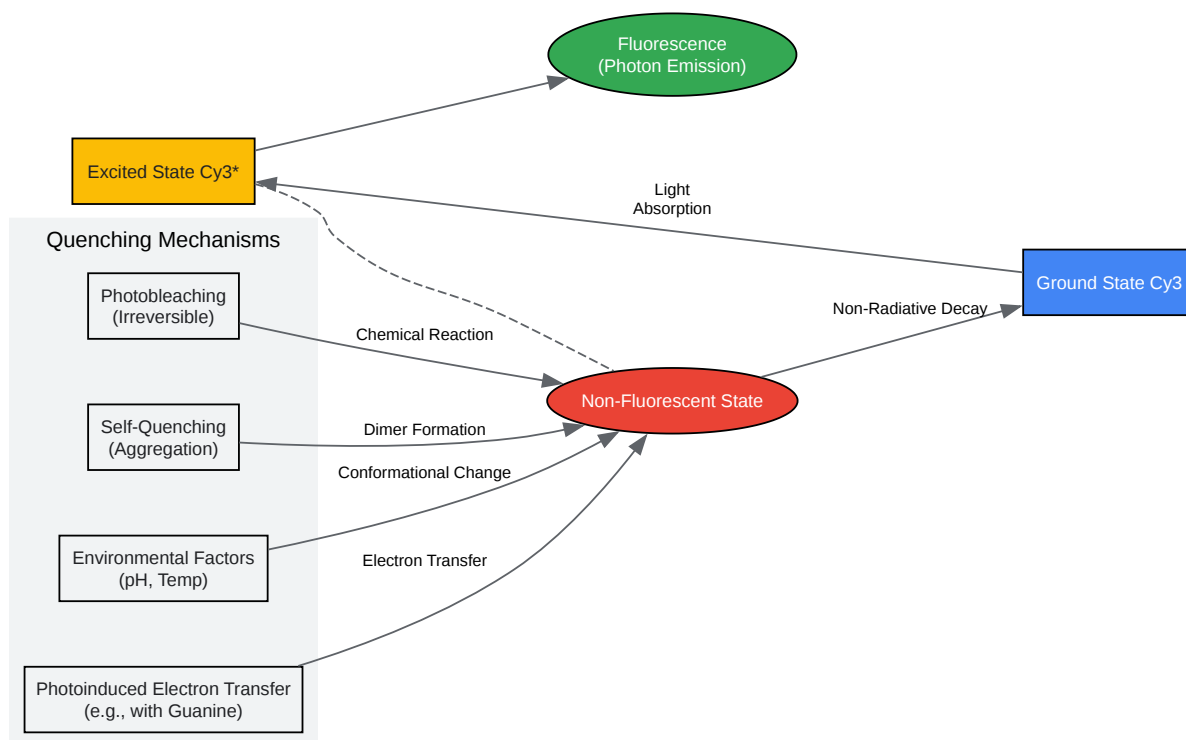 Fluorescence
(Photon Emission)
Excited State Cy3*
Light
Absorption
Quenching Mechanisms
Ground State Cy3
Photobleaching
(Irreversible)
Non-Radiative Decay
Chemical Reaction
Non-Fluorescent State
Self-Quenching
(Aggregation)
Dimer Formation
Conformational Change
Environmental Factors
(pH, Temp)
Electron Transfer
Photoinduced Electron Transfer
(e.g., with Guanine)